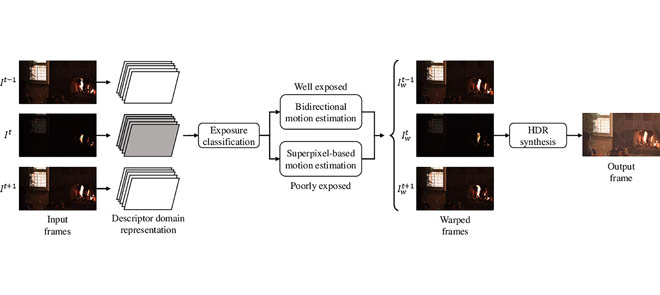 I^{t−1}
I^{t}
I^{t+1}
Input
frames
Descriptor domain
representation
Exposure
classification
Well exposed
Bidirectional
motion estimation
Superpixel-based
motion estimation
Poorly exposed
I_w^{t−1}
I_w^{t}
I_w^{t+1}
Warped
frames
HDR
synthesis
Output
frame